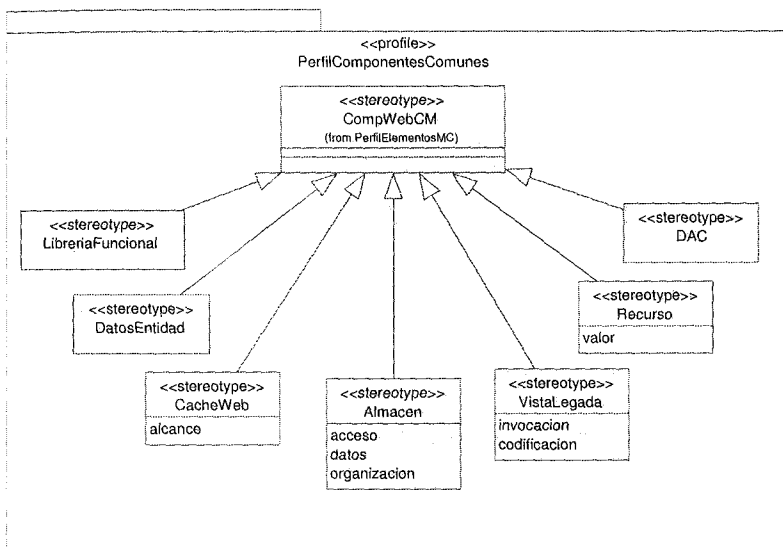 <<profile>>
PerfilComponentesComunes
<<stereotype>>
CompWebCM
(from PerfilElementosMC)
<<stereotype>>
LibreriaFuncional
<<stereotype>>
DAC
<<stereotype>>
DatosEntidad
<<stereotype>>
Recurso
valor
<<stereotype>>
CacheWeb
alcance
<<stereotype>>
Almacen
acceso
datos
organizacion
<<stereotype>>
VistaLegada
invocacion
codificacion